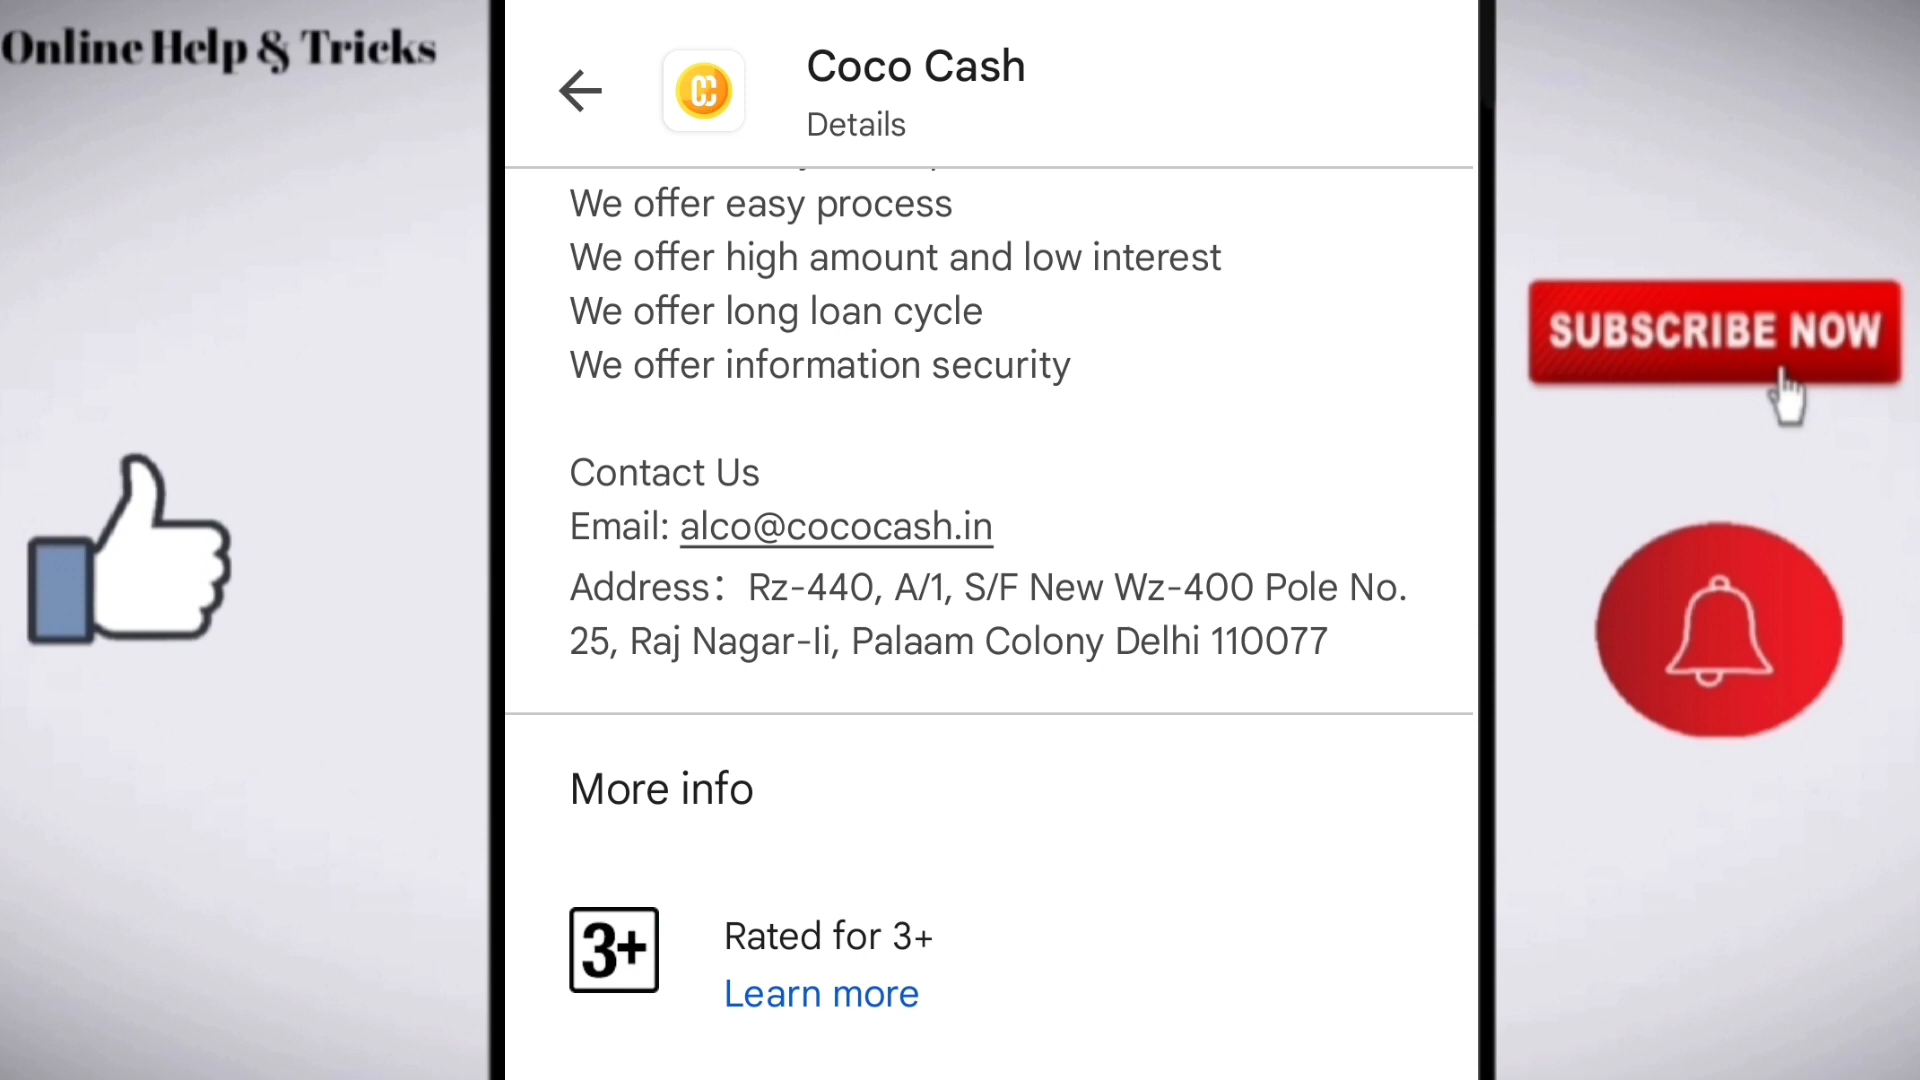 Online Help & Tricks
Coco Cash
Details
We offer easy process
We offer high amount and low interest
We offer long loan cycle
We offer information security
Contact Us
Email: alco@cococash.in
Address： Rz-440, A/1, S/F New Wz-400 Pole No.
25, Raj Nagar-Ii, Palaam Colony Delhi 110077
More info
3+
Rated for 3+
Learn more
SUBSCRIBE NOW